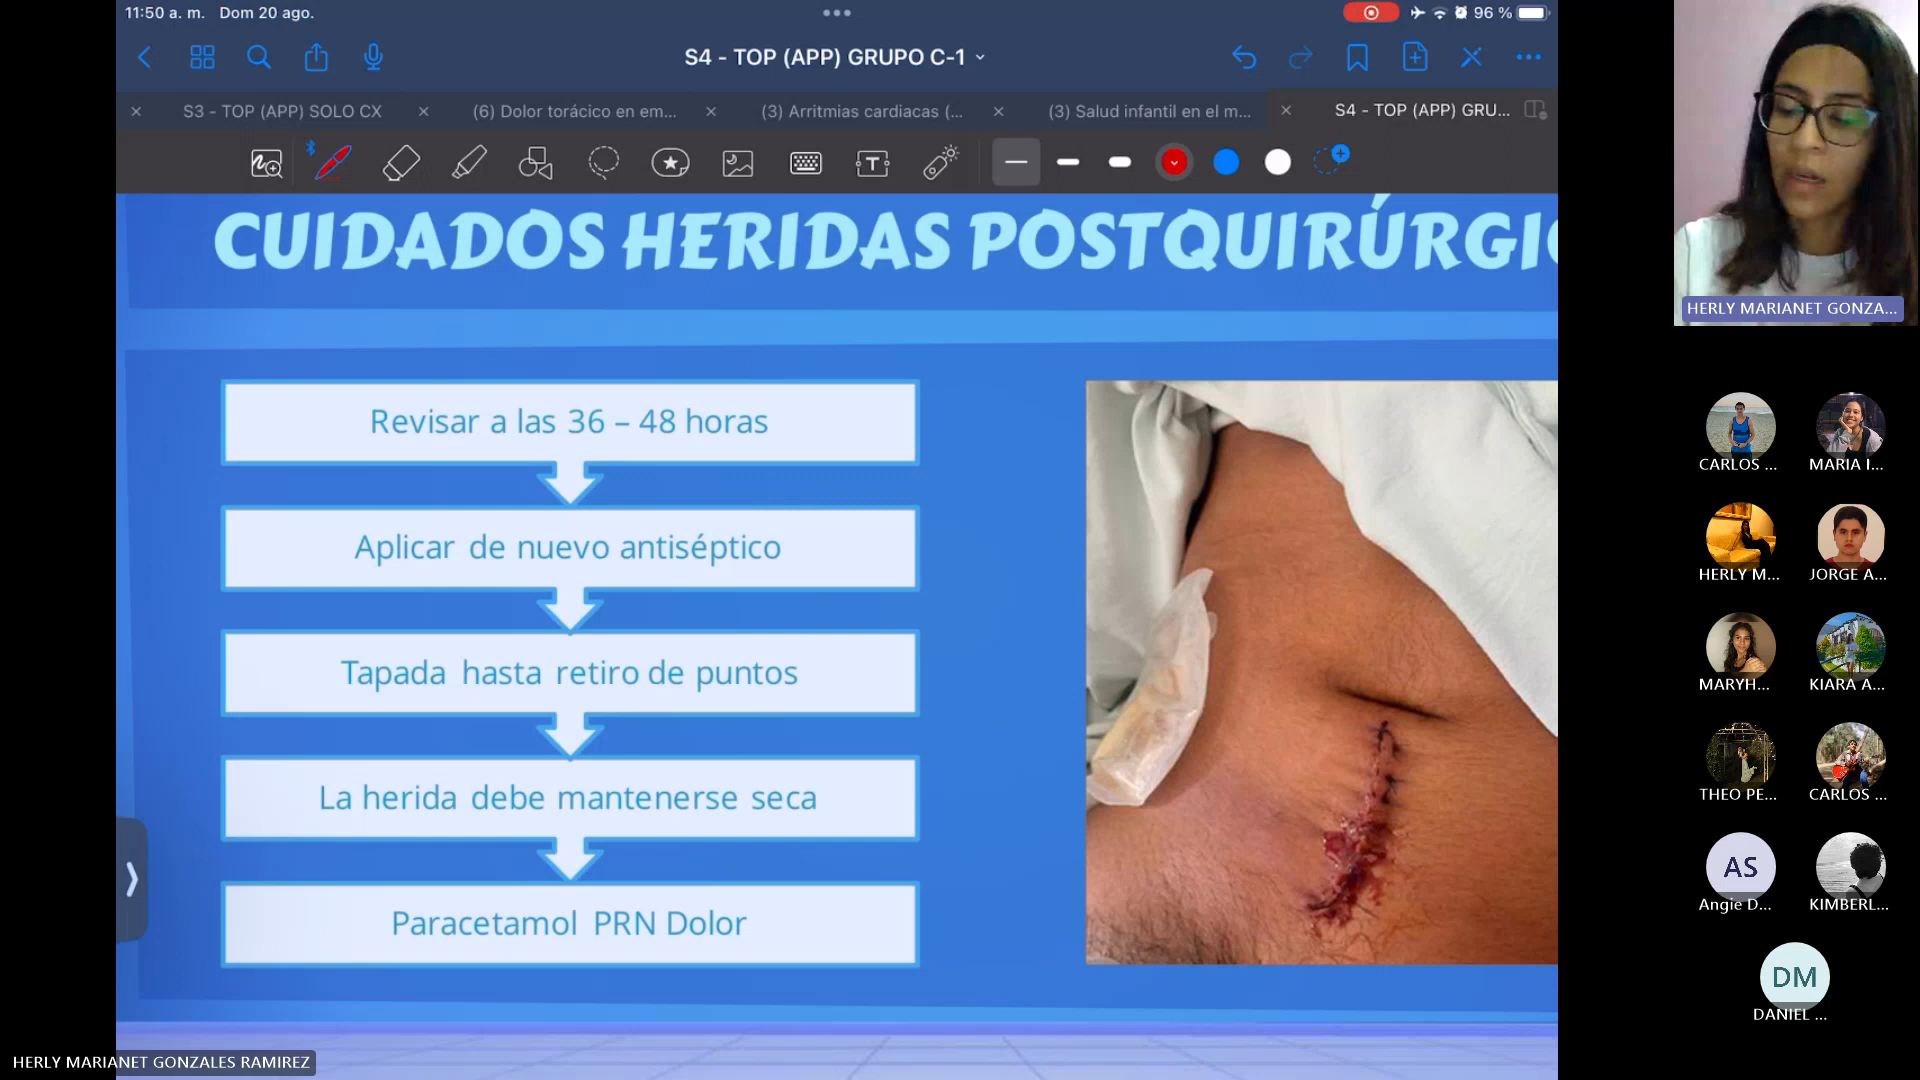 11:50 a. m. Dom 20 ago.
96 %
S4 - TOP (APP) GRUPO C-1
S3 - TOP (APP) SOLO CX
(6) Dolor torácico en em...
(3) Arritmias cardiacas (...
(3) Salud infantil en el m...
S4 - TOP (APP) GRU...
CUIDADOS HERIDAS POSTQUIRÚRGIC
Revisar a las 36 – 48 horas
Aplicar de nuevo antiséptico
Tapada hasta retiro de puntos
La herida debe mantenerse seca
Paracetamol PRN Dolor
HERLY MARIANET GONZALES RAMIREZ
HERLY MARIANET GONZA...
CARLOS ...
MARIA I...
HERLY M...
JORGE A...
MARYH...
KIARA A...
THEO PE...
CARLOS ...
AS
Angie D...
KIMBERL...
DM
DANIEL ...